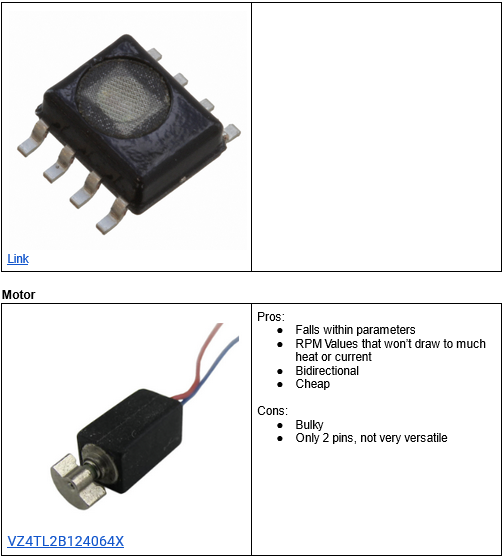 Link
Motor
Pros:
● Falls within parameters
● RPM Values that won't draw to much
heat or current
● Bidirectional
● Cheap
Cons:
● Bulky
● Only 2 pins, not very versatile
VZ4TL2B124064X